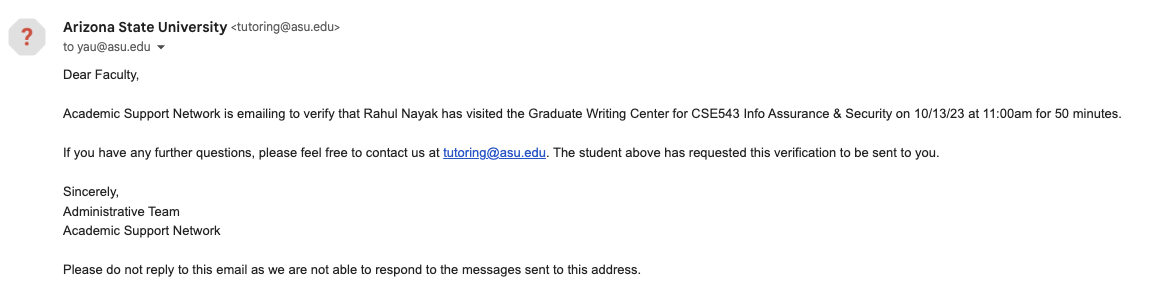 Arizona State University <tutoring@asu.edu>
?
to yau@asu.edu
Dear Faculty,
Academic Support Network is emailing to verify that Rahul Nayak has visited the Graduate Writing Center for CSE543 Info Assurance & Security on 10/13/23 at 11:00am for 50 minutes.
If you have any further questions, please feel free to contact us at tutoring@asu.edu. The student above has requested this verification to be sent to you.
Sincerely,
Administrative Team
Academic Support Network
Please do not reply to this email as we are not able to respond to the messages sent to this address.